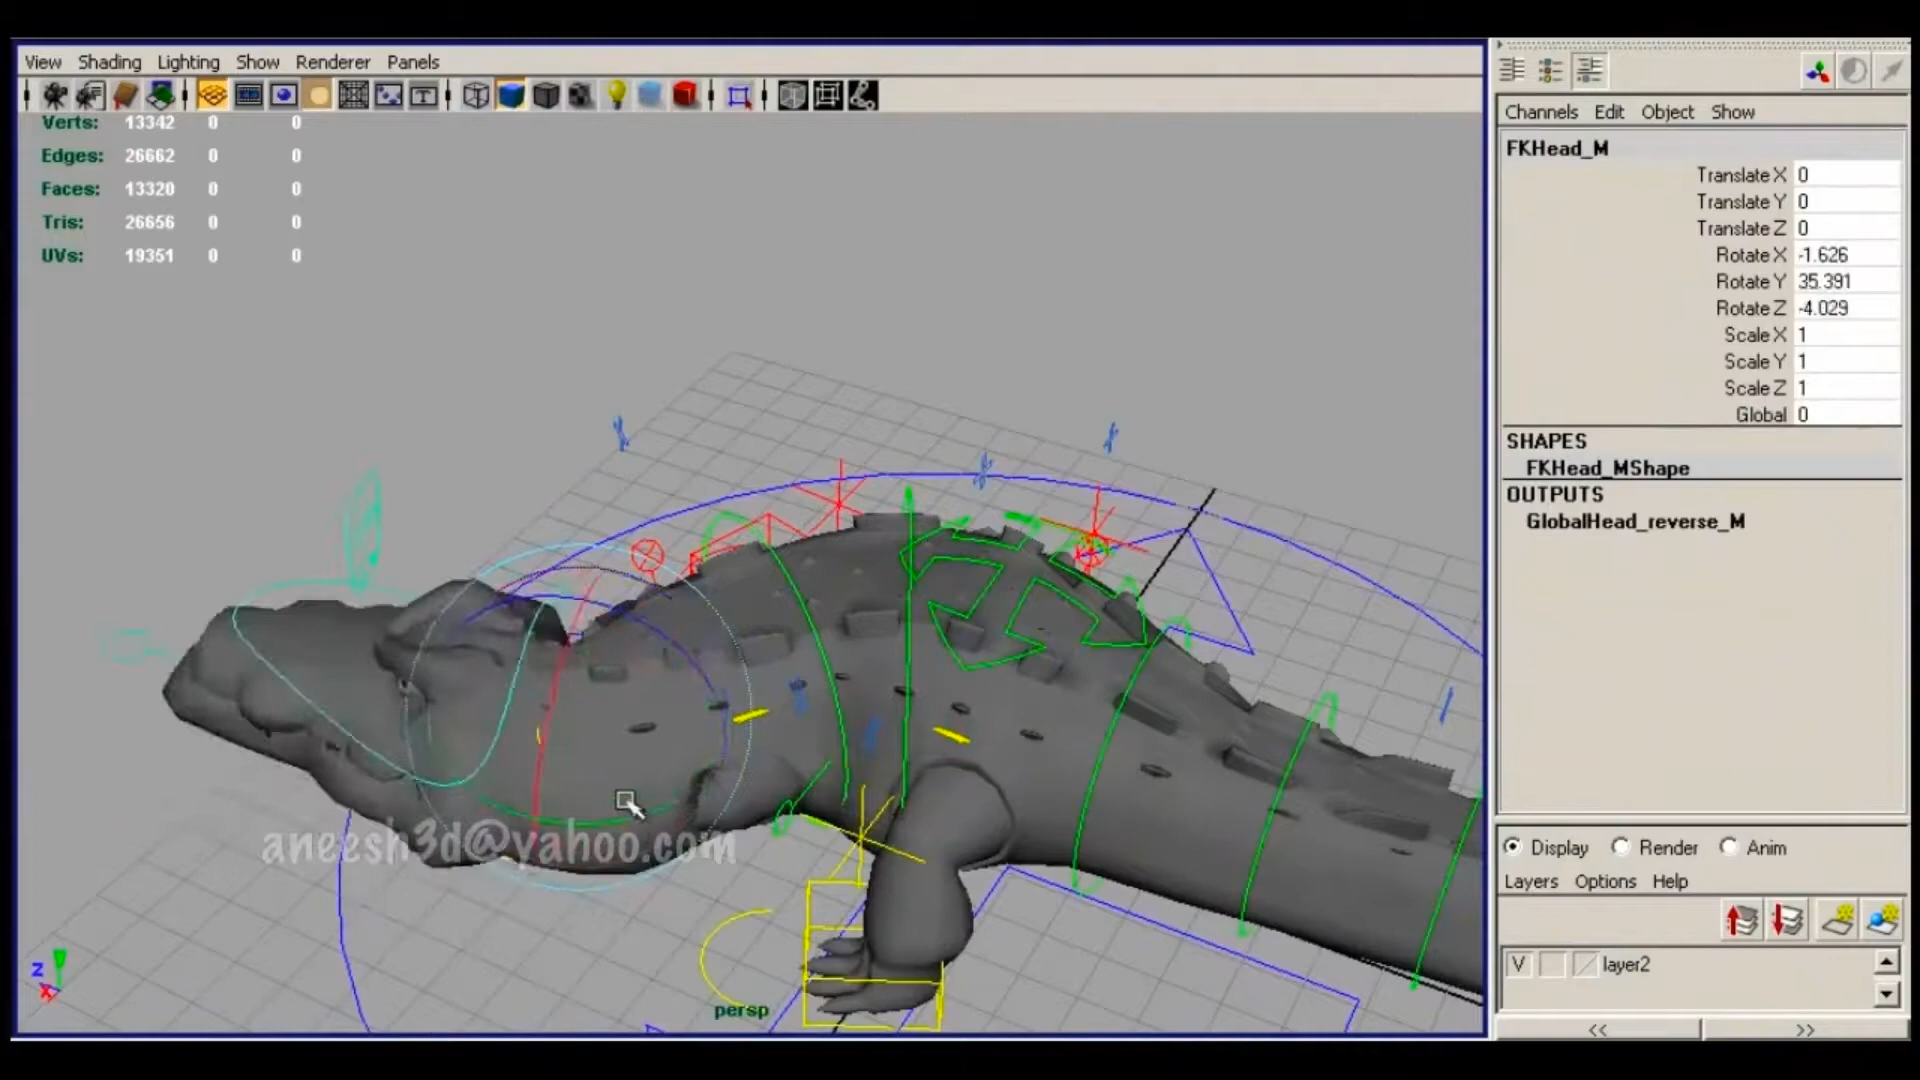 View Shading Lighting Show Renderer Panels
Verts: 13342 0 0
Edges: 26662 0 0
Faces: 13320 0 0
Tris: 26656 0 0
UVs: 19351 0 0
aneesh3d@yahoo.com
persp
Z
X
Channels Edit Object Show
FKHead_M
Translate X 0
Translate Y 0
Translate Z 0
Rotate X -1.626
Rotate Y 35.391
Rotate Z -4.029
Scale X 1
Scale Y 1
Scale Z 1
Global 0
SHAPES
FKHead_MShape
OUTPUTS
GlobalHead_reverse_M
Display Render Anim
Layers Options Help
V layer2
<< >>